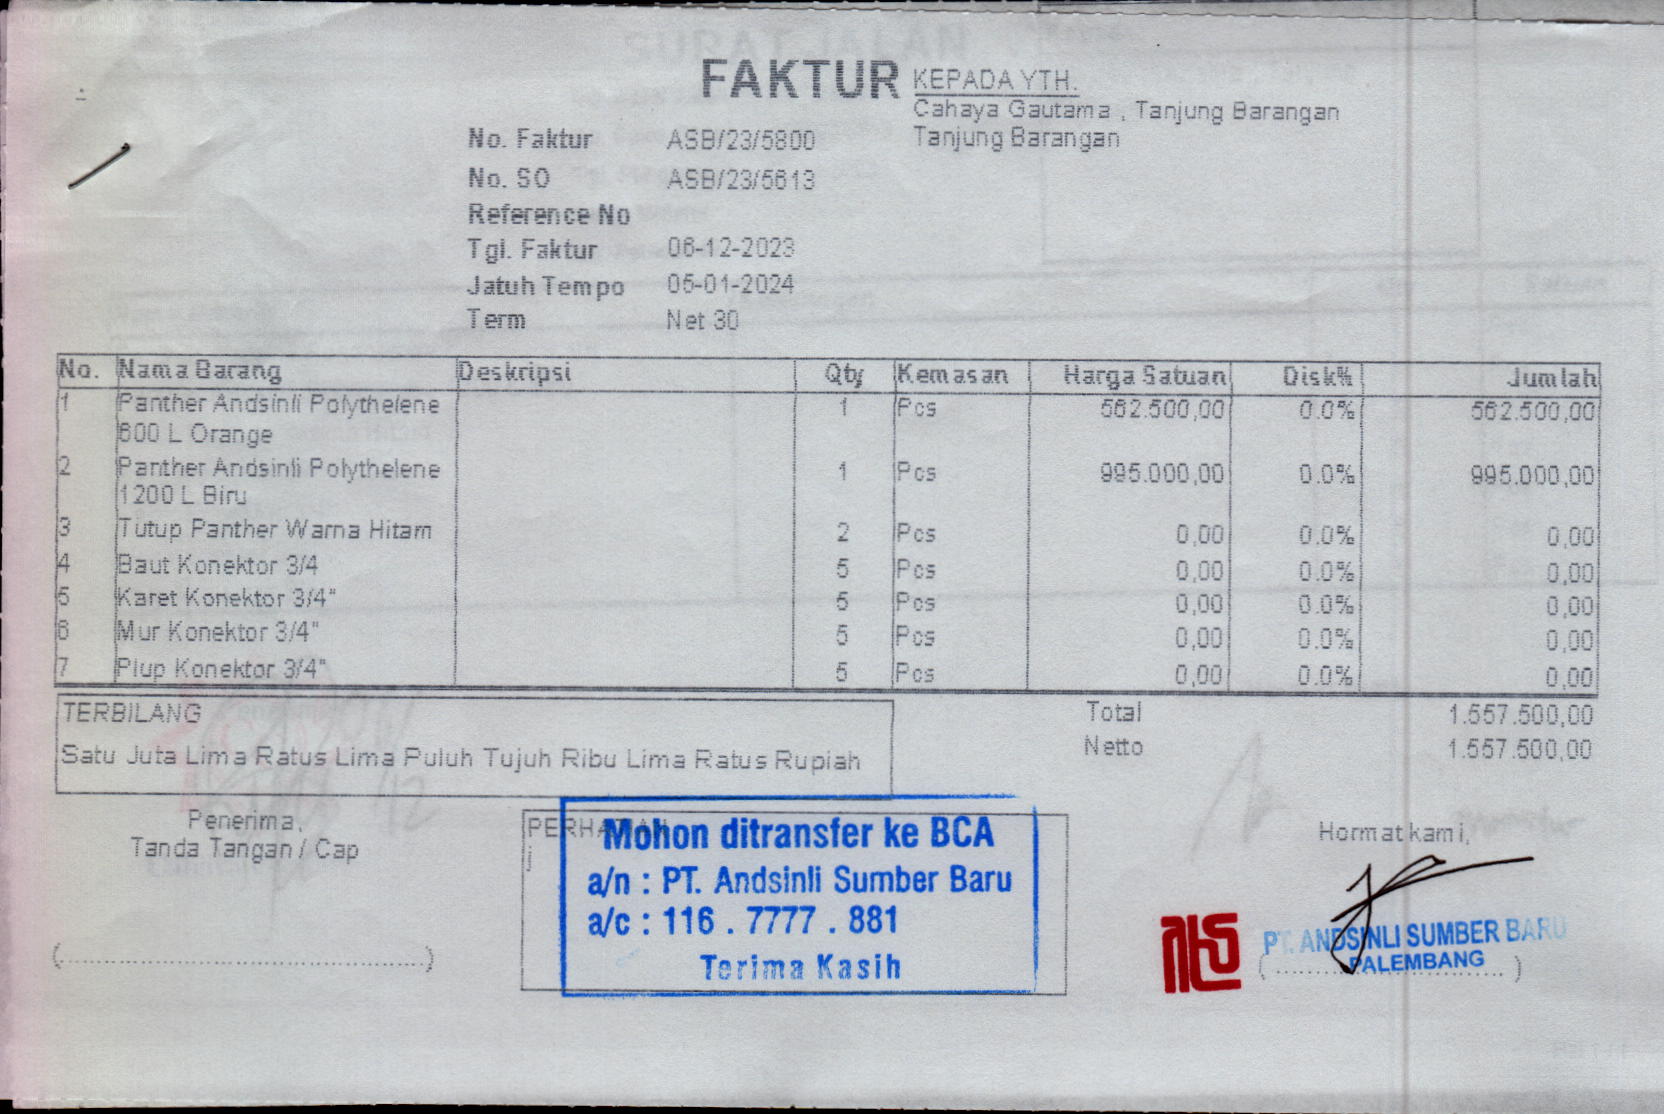 FAKTUR
KEPADA YTH.
Cahaya Gautama , Tanjung Barangan
Tanjung Barangan
No. Faktur ASB/23/5800
No. SO ASB/23/5613
Reference No
Tgl. Faktur 06-12-2023
Jatuh Tempo 05-01-2024
Term Net 30
No. Nama Barang Deskripsi Qty Kemasan Harga Satuan Disk% Jumlah
1 Panther Andsinli Polythelene 1 Pcs 562.500,00 0.0% 562.500,00
600 L Orange
2 Panther Andsinli Polythelene 1 Pcs 995.000,00 0.0% 995.000,00
1200 L Biru
3 Tutup Panther Warna Hitam 2 Pcs 0,00 0.0% 0,00
4 Baut Konektor 3/4 5 Pcs 0,00 0.0% 0,00
5 Karet Konektor 3/4" 5 Pcs 0,00 0.0% 0,00
6 Mur Konektor 3/4" 5 Pcs 0,00 0.0% 0,00
7 Plup Konektor 3/4" 5 Pcs 0,00 0.0% 0,00
TERBILANG
Satu Juta Lima Ratus Lima Puluh Tujuh Ribu Lima Ratus Rupiah
Total 1.557.500,00
Netto 1.557.500,00
Penerima,
Tanda Tangan / Cap
Mohon ditransfer ke BCA
a/n : PT. Andsinli Sumber Baru
a/c : 116 . 7777 . 881
Terima Kasih
Hormat kami,
PT. ANDSINLI SUMBER BARU
PALEMBANG